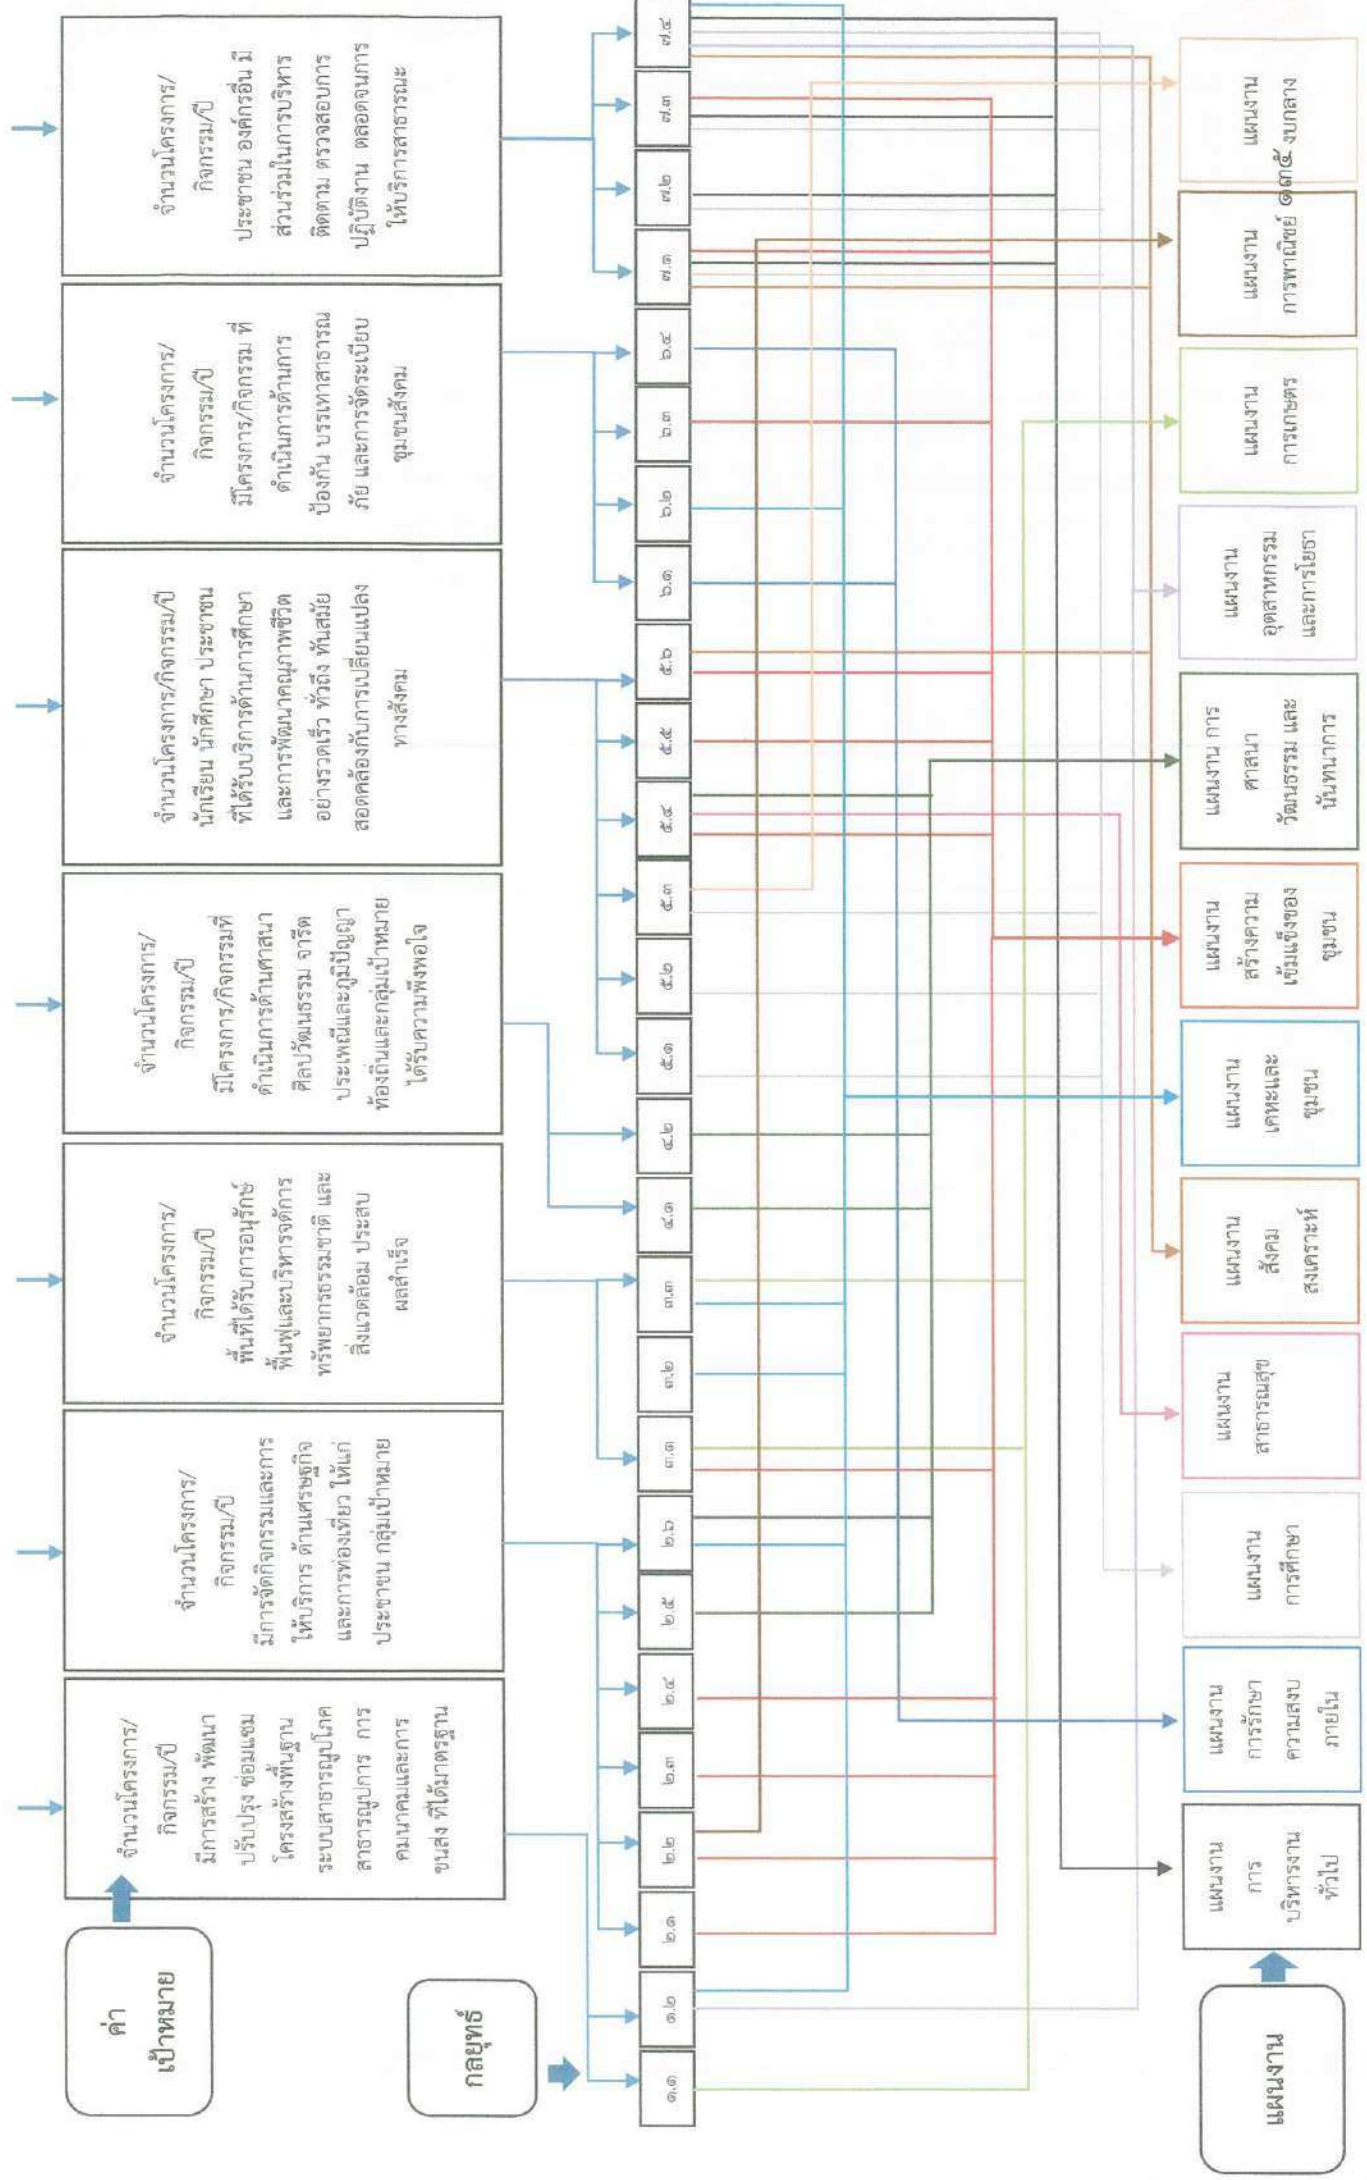 ค่า
เป้าหมาย
จำนวนโครงการ/
กิจกรรม/ปี
มีการสร้าง พัฒนา
ปรับปรุง ซ่อมแซม
โครงสร้างพื้นฐาน
ระบบสาธารณูปโภค
สาธารณูปการ การ
คมนาคมและการ
ขนส่ง ที่ได้มาตรฐาน
จำนวนโครงการ/
กิจกรรม/ปี
มีการจัดกิจกรรมและการ
ให้บริการ ด้านเศรษฐกิจ
และการท่องเที่ยว ให้แก่
ประชาชน กลุ่มเป้าหมาย
จำนวนโครงการ/
กิจกรรม/ปี
พื้นที่ได้รับการอนุรักษ์
ฟื้นฟูและบริหารจัดการ
ทรัพยากรธรรมชาติ และ
สิ่งแวดล้อม ประสบ
ผลสำเร็จ
จำนวนโครงการ/
กิจกรรม/ปี
มีโครงการ/กิจกรรมที่
ดำเนินการด้านศาสนา
ศิลปวัฒนธรรม จารีต
ประเพณีและภูมิปัญญา
ท้องถิ่นและกลุ่มเป้าหมาย
ได้รับความพึงพอใจ
จำนวนโครงการ/กิจกรรม/ปี
นักเรียน นักศึกษา ประชาชน
ที่ได้รับบริการด้านการศึกษา
และการพัฒนาคุณภาพชีวิต
อย่างรวดเร็ว ทั่วถึง ทันสมัย
สอดคล้องกับการเปลี่ยนแปลง
ทางสังคม
จำนวนโครงการ/
กิจกรรม/ปี
มีโครงการ/กิจกรรม ที่
ดำเนินการด้านการ
ป้องกัน บรรเทาสาธารณ
ภัย และการจัดระเบียบ
ชุมชนสังคม
จำนวนโครงการ/
กิจกรรม/ปี
ประชาชน องค์กรอื่น มี
ส่วนร่วมในการบริหาร
ติดตาม ตรวจสอบการ
ปฏิบัติงาน ตลอดจนการ
ให้บริการสาธารณะ
กลยุทธ์
๑.๑
๑.๒
๒.๑
๒.๒
๒.๓
๒.๔
๒.๕
๒.๖
๓.๑
๓.๒
๓.๓
๔.๑
๔.๒
๕.๑
๕.๒
๕.๓
๕.๔
๕.๕
๕.๖
๖.๑
๖.๒
๖.๓
๖.๔
๗.๑
๗.๒
๗.๓
๗.๔
แผนงาน
แผนงาน
การ
บริหารงาน
ทั่วไป
แผนงาน
การรักษา
ความสงบ
ภายใน
แผนงาน
การศึกษา
แผนงาน
สาธารณสุข
แผนงาน
สังคม
สงเคราะห์
แผนงาน
เคหะและ
ชุมชน
แผนงาน
สร้างความ
เข้มแข็งของ
ชุมชน
แผนงาน การ
ศาสนา
วัฒนธรรม และ
นันทนาการ
แผนงาน
อุตสาหกรรม
และการโยธา
แผนงาน
การเกษตร
แผนงาน
การพาณิชย์
แผนงาน
งบกลาง
๑๓๕